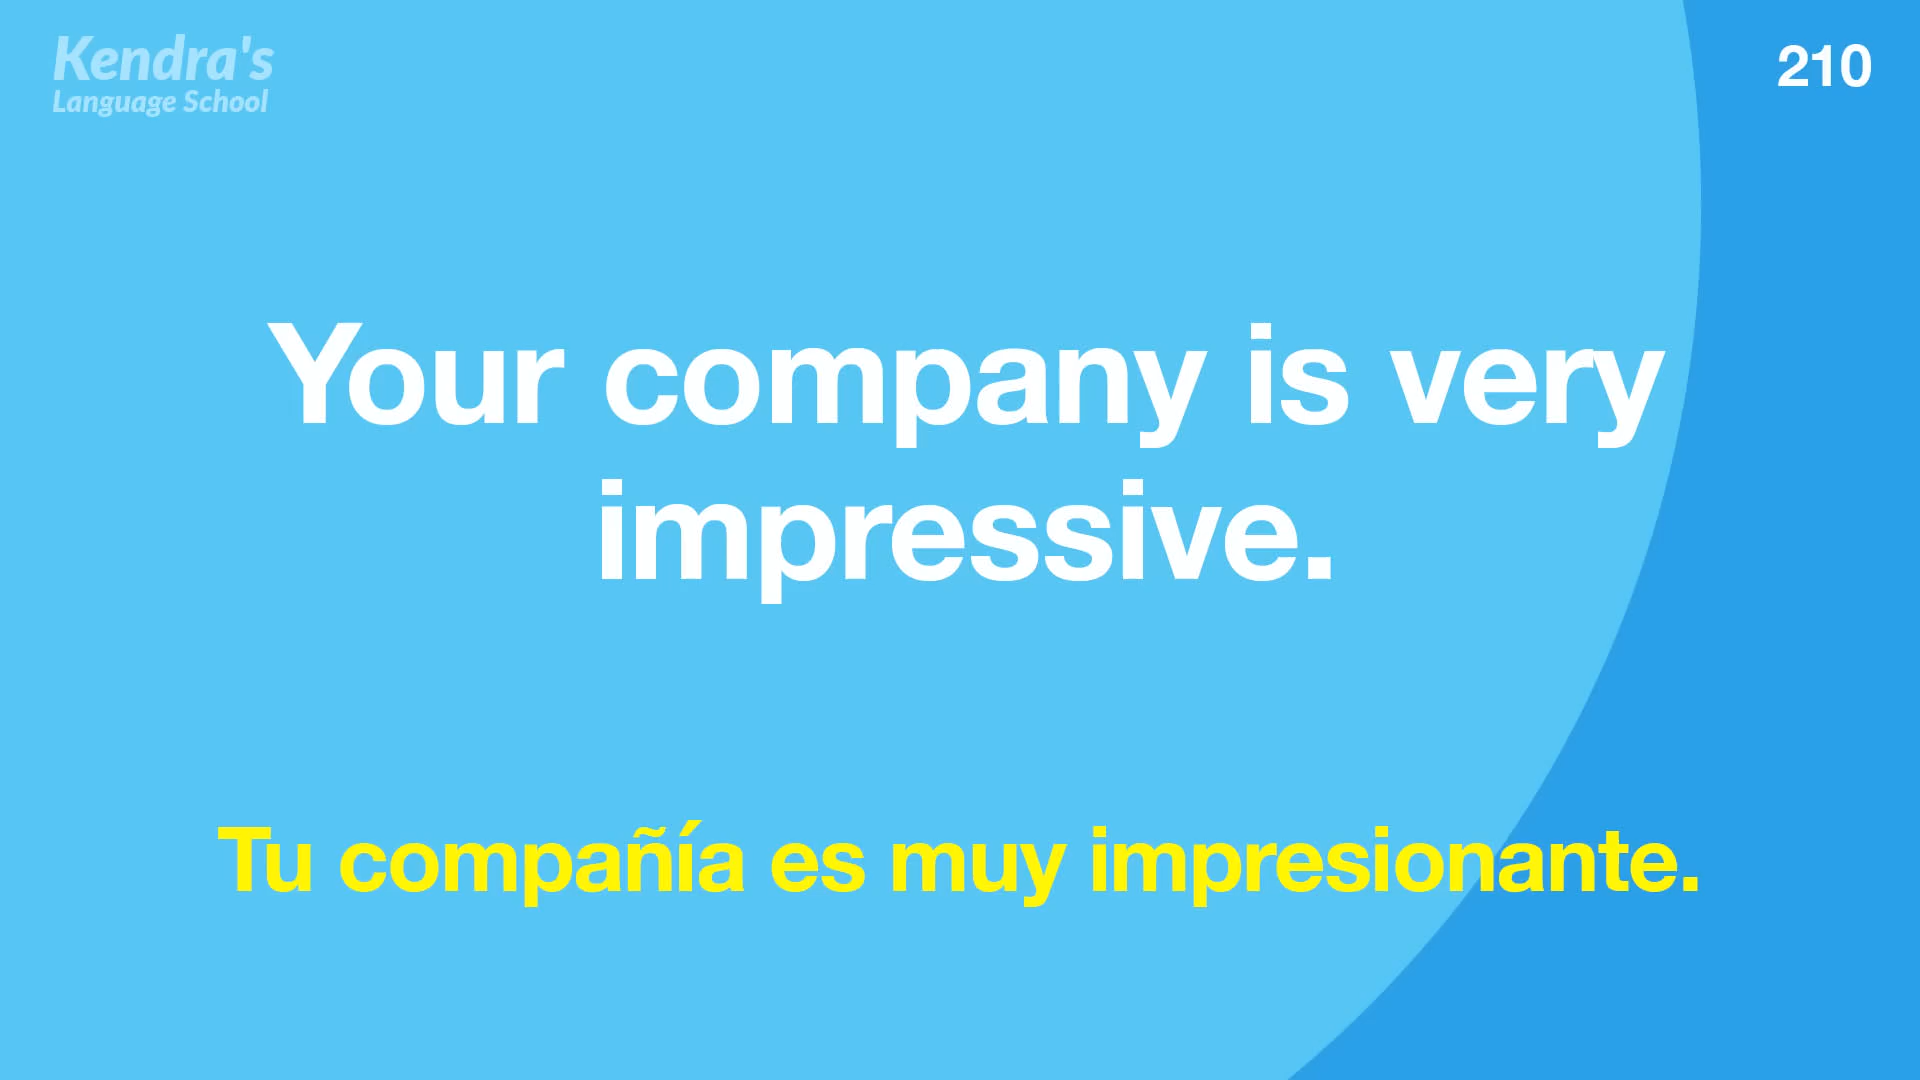 Kendra's
Language School
210
Your company is very
impressive.
Tu compañía es muy impresionante.